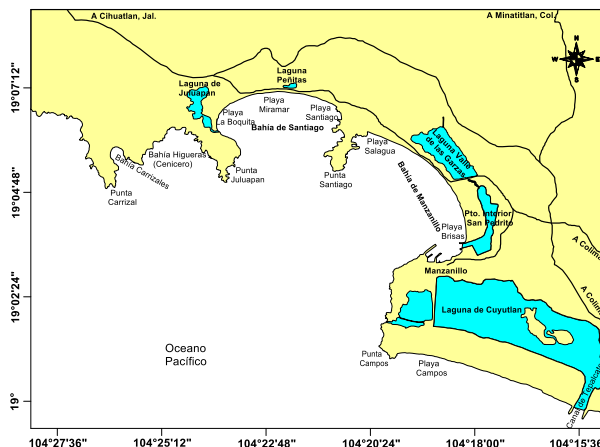 A Cihuatlan, Jal.
A Minatitlan, Col.
N
W
E
S
Laguna
Peñitas
Laguna de
Juluapan
Playa
Miramar
Playa
La Boquita
Playa
Santiago
Bahía de Santiago
Bahía Higueras
(Cenicero)
Bahía Carrizales
Punta
Carrizal
Punta
Juluapan
Punta
Santiago
Playa
Salagua
Laguna Valle
de las Garzas
Bahía de Manzanillo
Pto. Interior
San Pedrito
Playa
Brisas
Manzanillo
A Colima
A Colim
Laguna de Cuyutlan
Oceano
Pacífico
Punta
Campos
Playa
Campos
Canal de Tepalcate
19°07'12"
19°04'48"
19°02'24"
19°
104°27'36"
104°25'12"
104°22'48"
104°20'24"
104°18'00"
104°15'36